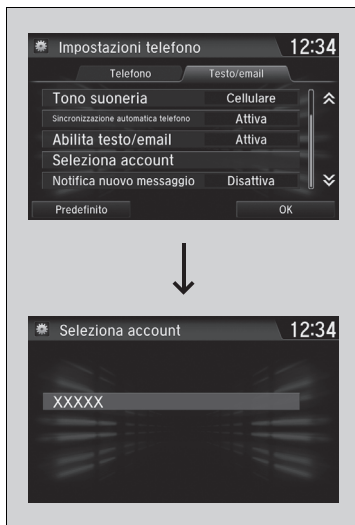 Impostazioni telefono 12:34
Telefono Testo/email
Tono suoneria Cellulare
Sincronizzazione automatica telefono Attiva
Abilita testo/email Attiva
Seleziona account
Notifica nuovo messaggio Disattiva
Predefinito OK
Seleziona account 12:34
XXXXX